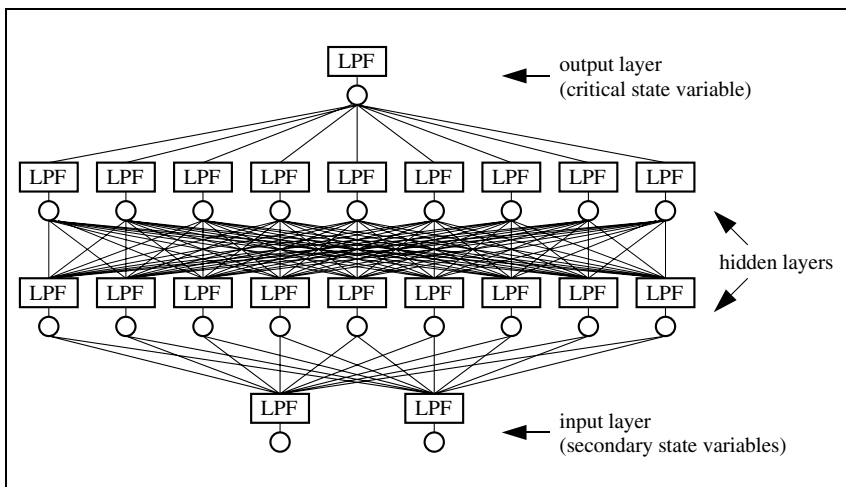 LPF
output layer
(critical state variable)
LPF LPF LPF LPF LPF LPF LPF LPF LPF
hidden layers
LPF LPF LPF LPF LPF LPF LPF LPF LPF
LPF LPF
input layer
(secondary state variables)